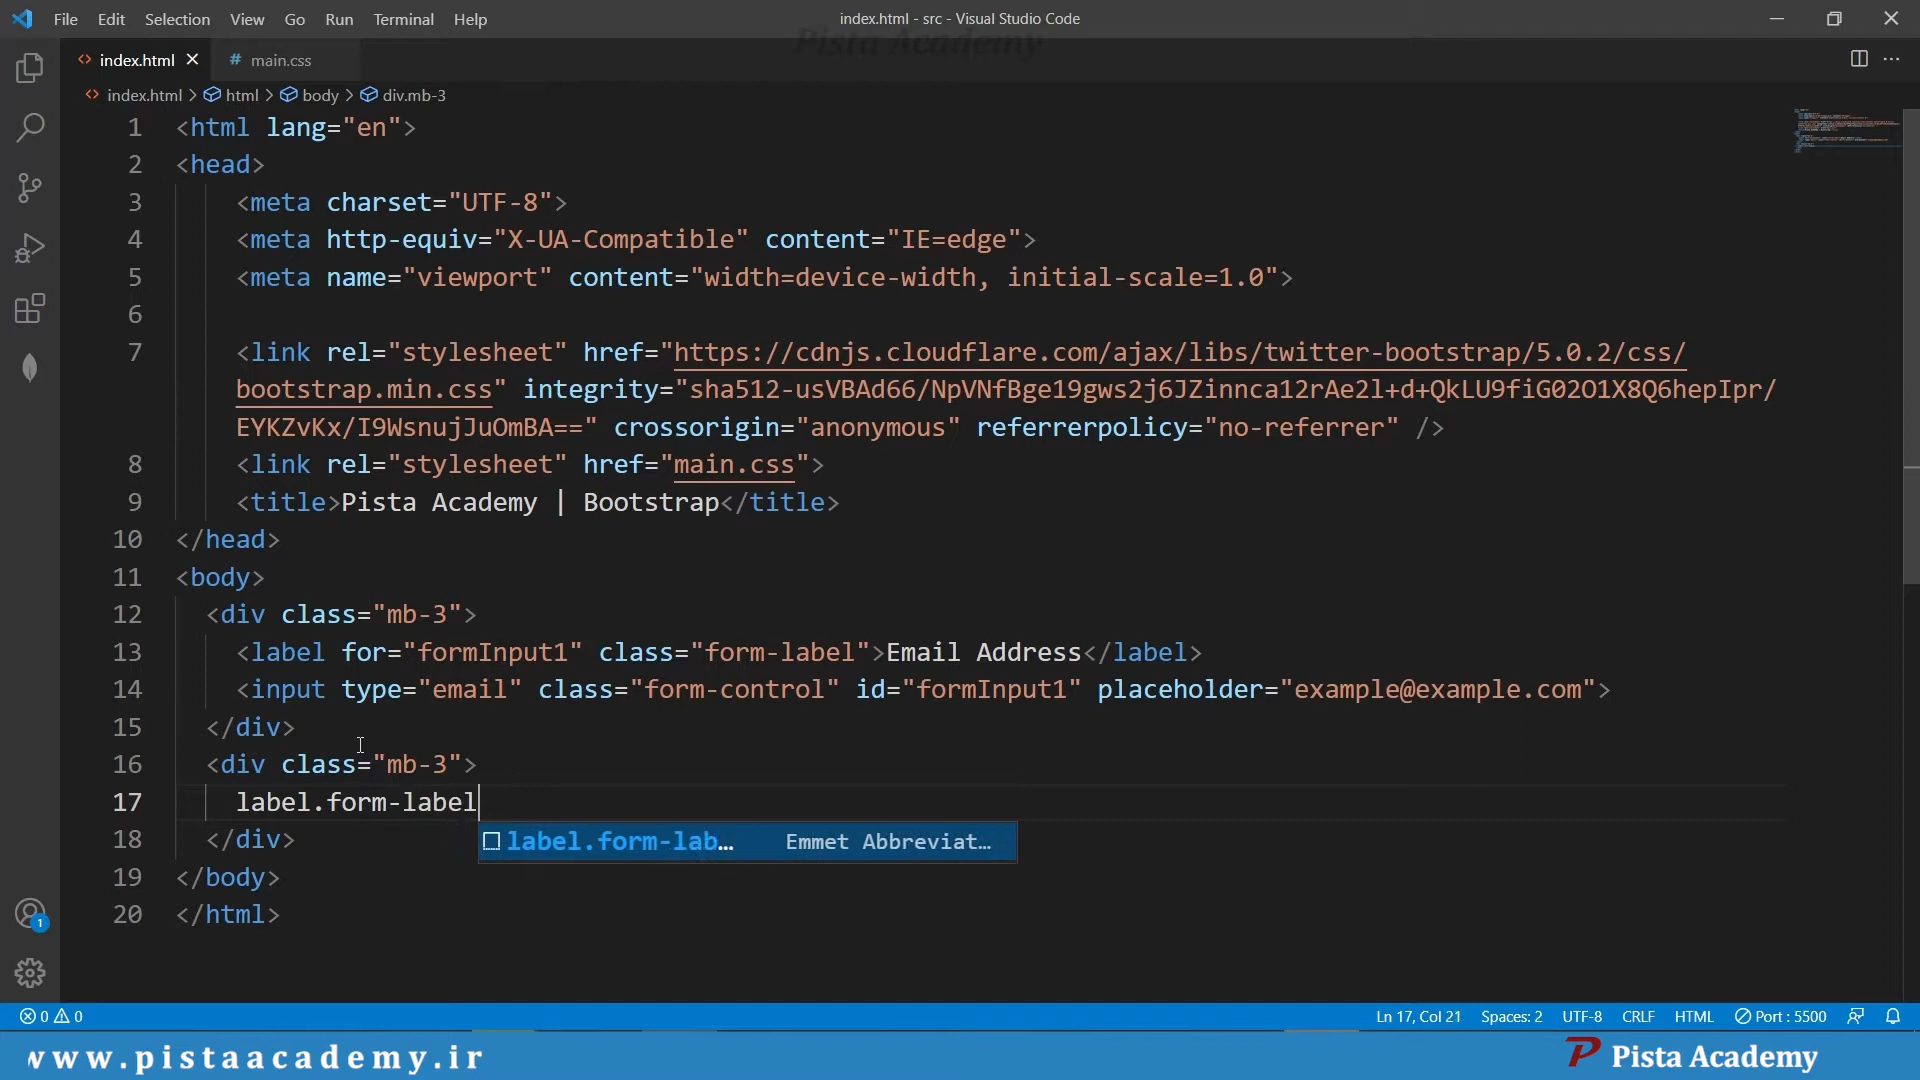 File Edit Selection View Go Run Terminal Help
index.html - src - Visual Studio Code
Pista Academy
index.html
# main.css
index.html > html > body > div.mb-3
1 <html lang="en">
2 <head>
3 <meta charset="UTF-8">
4 <meta http-equiv="X-UA-Compatible" content="IE=edge">
5 <meta name="viewport" content="width=device-width, initial-scale=1.0">
6
7 <link rel="stylesheet" href="https://cdnjs.cloudflare.com/ajax/libs/twitter-bootstrap/5.0.2/css/
bootstrap.min.css" integrity="sha512-usVBAd66/NpVNfBge19gws2j6JZinnca12rAe2l+d+QkLU9fiG02O1X8Q6hepIpr/
EYKZvKx/I9WsnujJuOmBA==" crossorigin="anonymous" referrerpolicy="no-referrer" />
8 <link rel="stylesheet" href="main.css">
9 <title>Pista Academy | Bootstrap</title>
10 </head>
11 <body>
12 <div class="mb-3">
13 <label for="formInput1" class="form-label">Email Address</label>
14 <input type="email" class="form-control" id="formInput1" placeholder="example@example.com">
15 </div>
16 <div class="mb-3">
17 label.form-label
18 </div>
label.form-lab… Emmet Abbreviat…
19 </body>
20 </html>
1
0 0
Ln 17, Col 21 Spaces: 2 UTF-8 CRLF HTML Port : 5500
www.pistaacademy.ir
Pista Academy